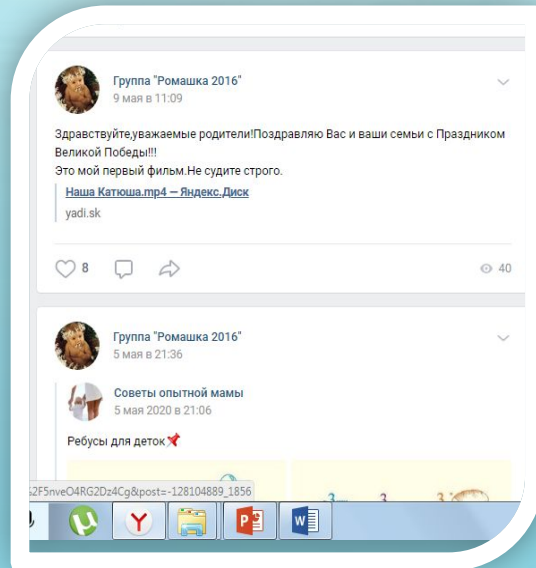 Группа "Ромашка 2016"
9 мая в 11:09
Здравствуйте,уважаемые родители!Поздравляю Вас и ваши семьи с Праздником
Великой Победы!!!
Это мой первый фильм.Не судите строго.
Наша Катюша.mp4 — Яндекс.Диск
yadi.sk
8
40
Группа "Ромашка 2016"
5 мая в 21:36
Советы опытной мамы
5 мая 2020 в 21:06
Ребусы для деток
2F5nveO4RG2Dz4Cg&post=-128104889_1856